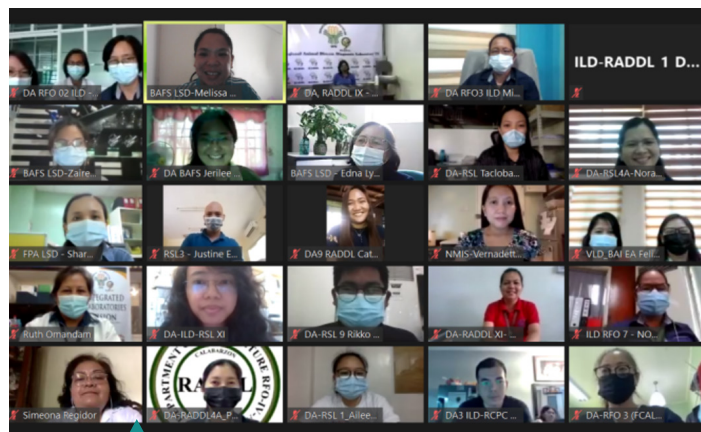 DA RFO 02 ILD -...
BAFS LSD-Melissa ...
DA, RADDL IX - ...
DA RFO3 ILD Mi...
ILD-RADDL 1 D...
BAFS LSD-Zaire...
DA BAFS Jerilee ...
BAFS LSD - Edna Ly...
DA-RSL Tacloba...
DA-RSL4A-Nora...
FPA LSD - Shar...
RSL3 - Justine E...
DA9 RADDL Cat...
NMIS-Vernadett...
VLD_BAI EA Feli...
INTEGRATED
LABORATORIES
Ruth Omandam
DA-ILD-RSL XI
DA-RSL 9 Rikko ...
DA-RADDL XI- ...
ILD RFO 7 - NO...
CALABARZON
Simeona Regidor
DA-RADDL4A_P...
DA-RSL 1_Ailee...
DA3 ILD-RCPC ...
DA-RFO 3 (FCAL...